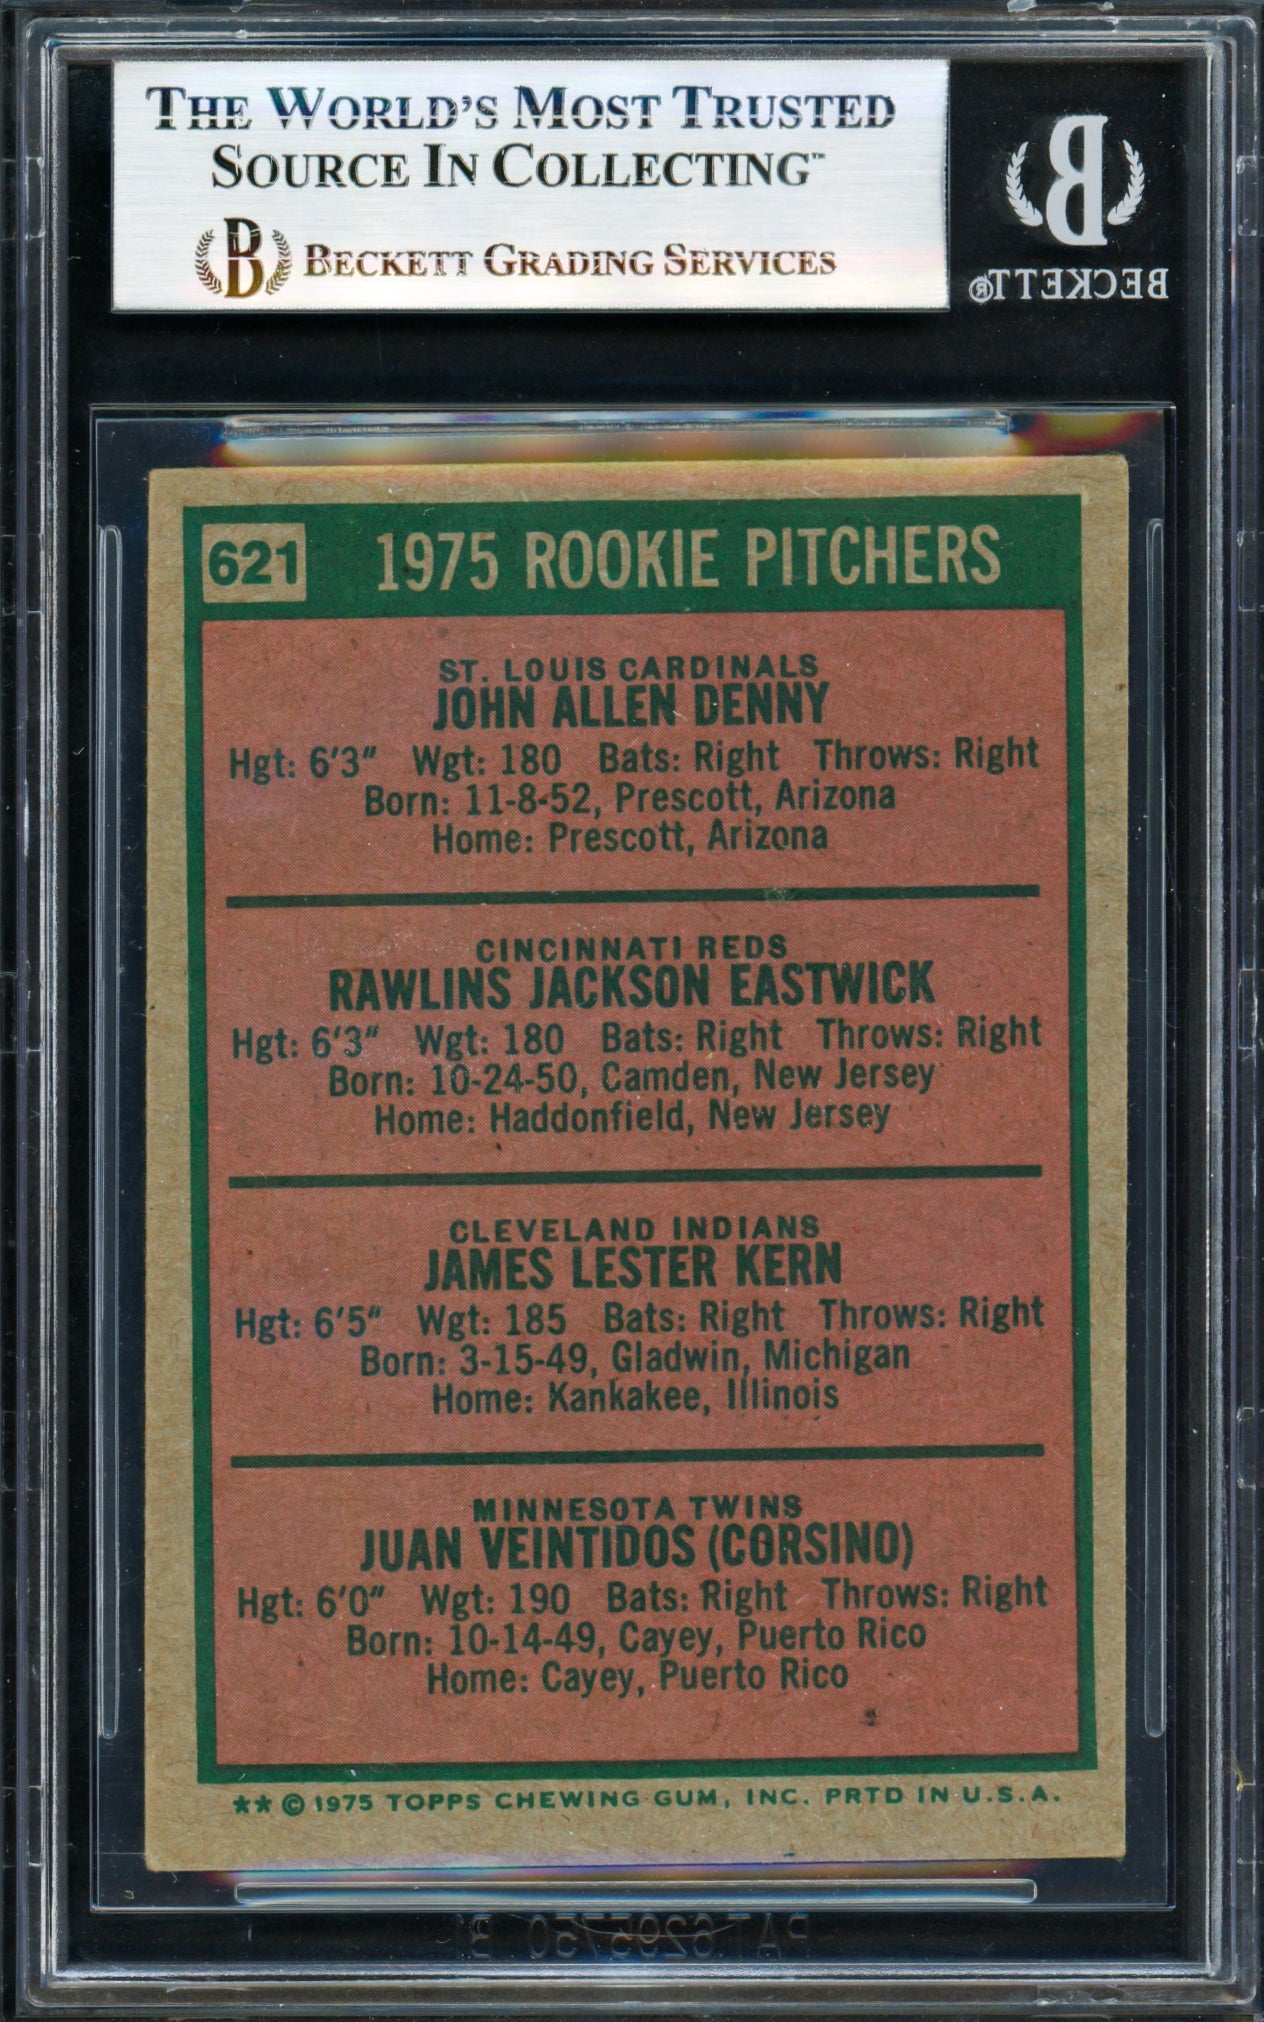 THE WORLD'S MOST TRUSTED
SOURCE IN COLLECTING™
B BECKETT GRADING SERVICES
B
BECKETT®
621 1975 ROOKIE PITCHERS
ST. LOUIS CARDINALS
JOHN ALLEN DENNY
Hgt: 6'3" Wgt: 180 Bats: Right Throws: Right
Born: 11-8-52, Prescott, Arizona
Home: Prescott, Arizona
CINCINNATI REDS
RAWLINS JACKSON EASTWICK
Hgt: 6'3" Wgt: 180 Bats: Right Throws: Right
Born: 10-24-50, Camden, New Jersey
Home: Haddonfield, New Jersey
CLEVELAND INDIANS
JAMES LESTER KERN
Hgt: 6'5" Wgt: 185 Bats: Right Throws: Right
Born: 3-15-49, Gladwin, Michigan
Home: Kankakee, Illinois
MINNESOTA TWINS
JUAN VEINTIDOS (CORSINO)
Hgt: 6'0" Wgt: 190 Bats: Right Throws: Right
Born: 10-14-49, Cayey, Puerto Rico
Home: Cayey, Puerto Rico
** © 1975 TOPPS CHEWING GUM, INC. PRTD IN U.S.A.
PAT.6295750 B1